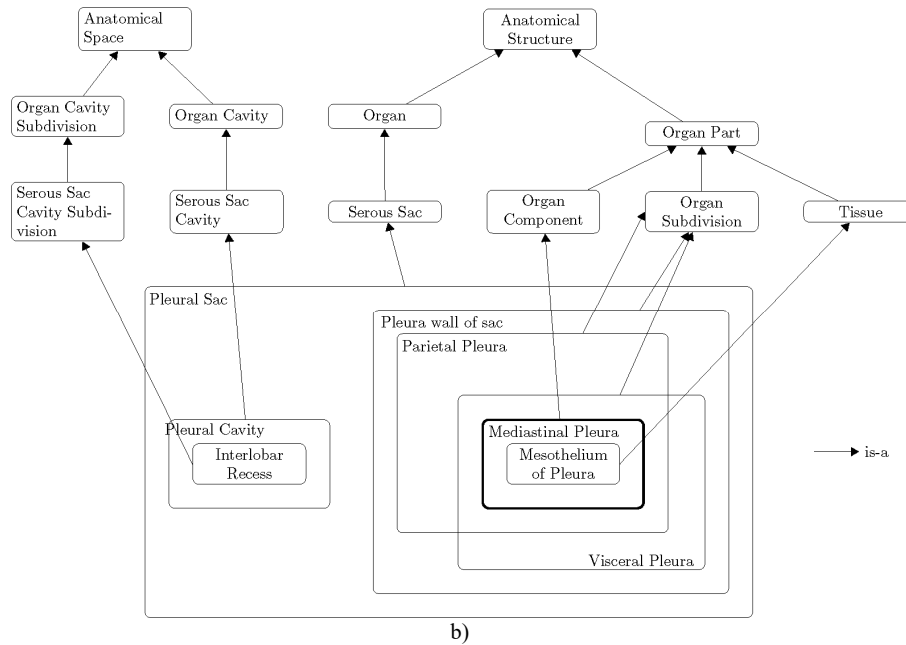 Anatomical
Space
Anatomical
Structure
Organ Cavity
Subdivision
Organ Cavity
Organ
Organ Part
Serous Sac
Cavity Subdi-
vision
Serous Sac
Cavity
Serous Sac
Organ
Component
Organ
Subdivision
Tissue
Pleural Sac
Pleura wall of sac
Parietal Pleura
Pleural Cavity
Interlobar
Recess
Mediastinal Pleura
Mesothelium
of Pleura
is-a
Visceral Pleura
b)